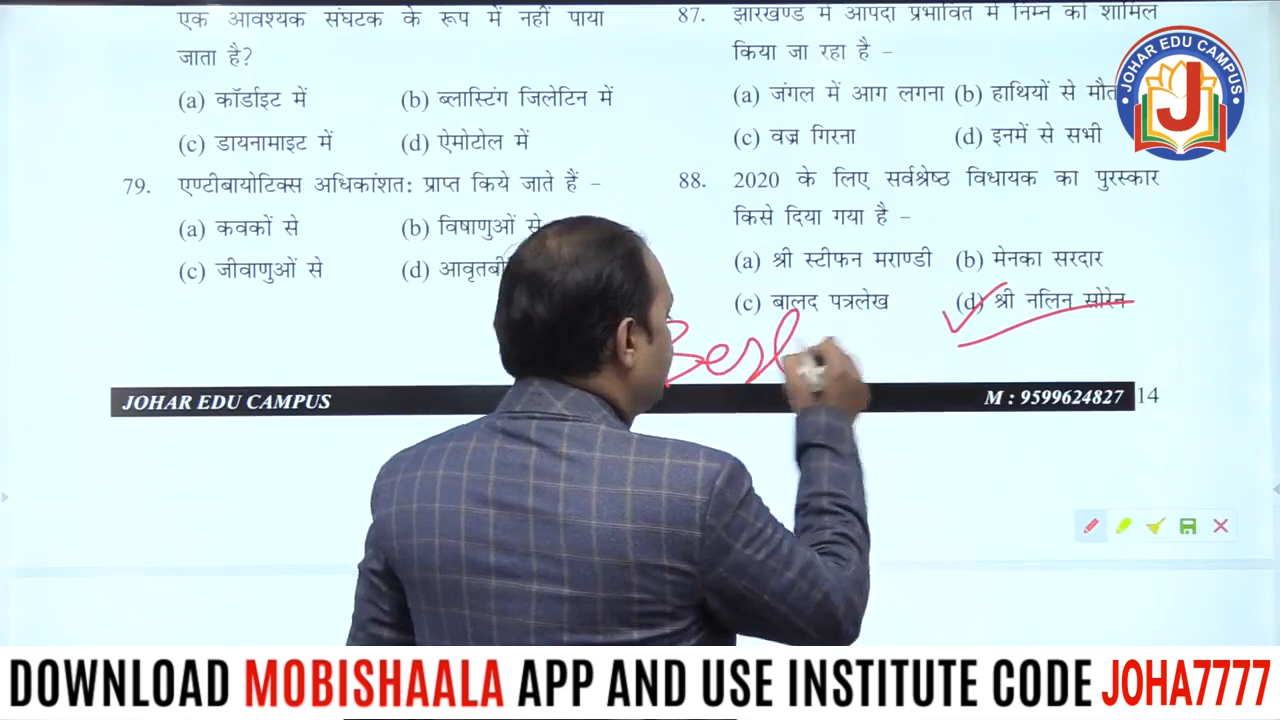 एक आवश्यक संघटक के रूप में नहीं पाया
जाता है?
(a) कॉर्डाइट में (b) ब्लास्टिंग जिलेटिन में
(c) डायनामाइट में (d) ऐमोटोल में
79. एण्टीबायोटिक्स अधिकांशत: प्राप्त किये जाते हैं –
(a) कवकों से (b) विषाणुओं से
(c) जीवाणुओं से (d) आवृतबी
87. झारखण्ड में आपदा प्रभावित में निम्न को शामिल
किया जा रहा है –
(a) जंगल में आग लगना (b) हाथियों से मौत
(c) वज्र गिरना (d) इनमें से सभी
88. 2020 के लिए सर्वश्रेष्ठ विधायक का पुरस्कार
किसे दिया गया है –
(a) श्री स्टीफन मराण्डी (b) मेनका सरदार
(c) बालद पत्रलेख (d) श्री नलिन सोरेन
Best
JOHAR EDU CAMPUS
J
JOHAR EDU CAMPUS M : 9599624827 14
DOWNLOAD MOBISHAALA APP AND USE INSTITUTE CODE JOHA7777